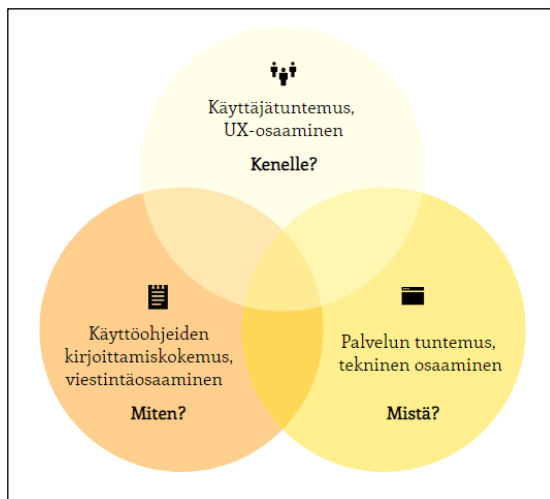 Käyttäjätuntemus,
UX-osaaminen
Kenelle?
Käyttöohjeiden
kirjoittamiskokemus,
viestintäosaaminen
Miten?
Palvelun tuntemus,
tekninen osaaminen
Mistä?